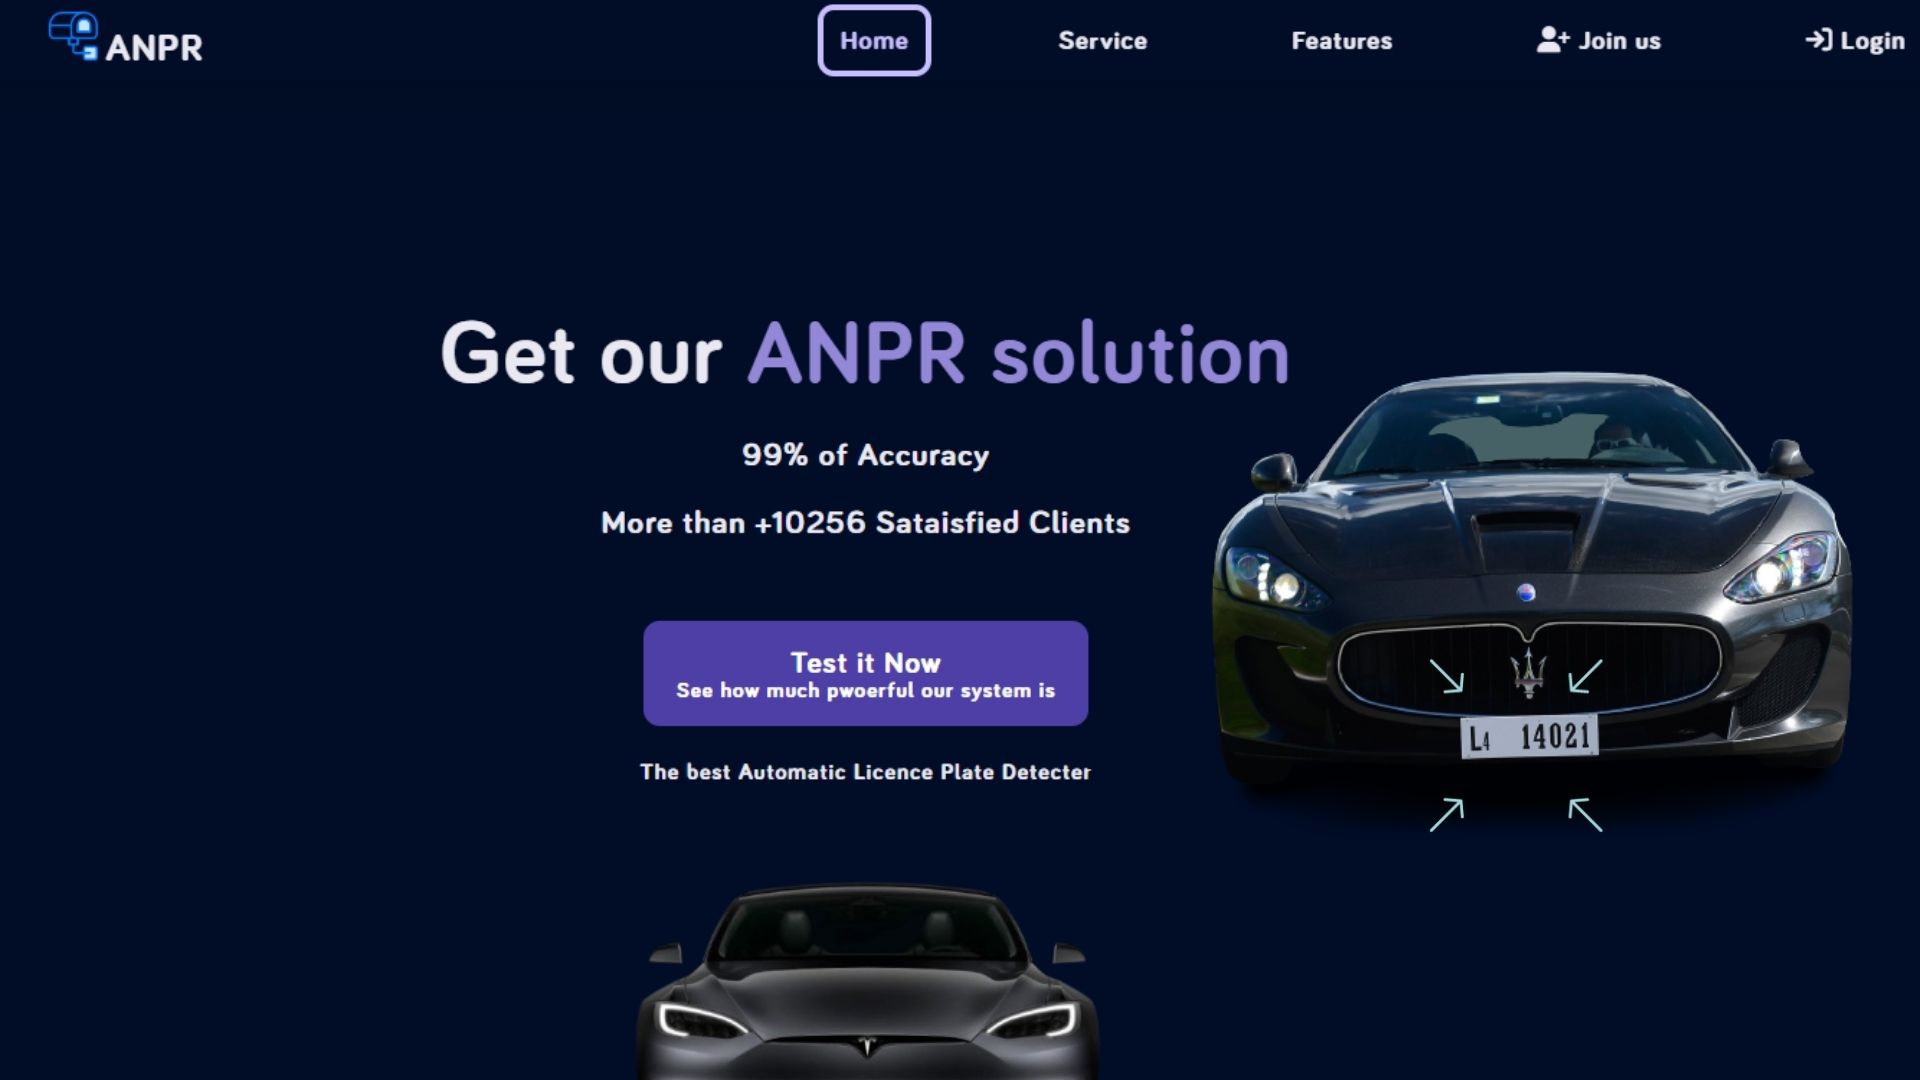 ANPR
Home
Service
Features
Join us
Login
Get our ANPR solution
99% of Accuracy
More than +10256 Sataisfied Clients
Test it Now
See how much pwoerful our system is
The best Automatic Licence Plate Detecter
L4 14021